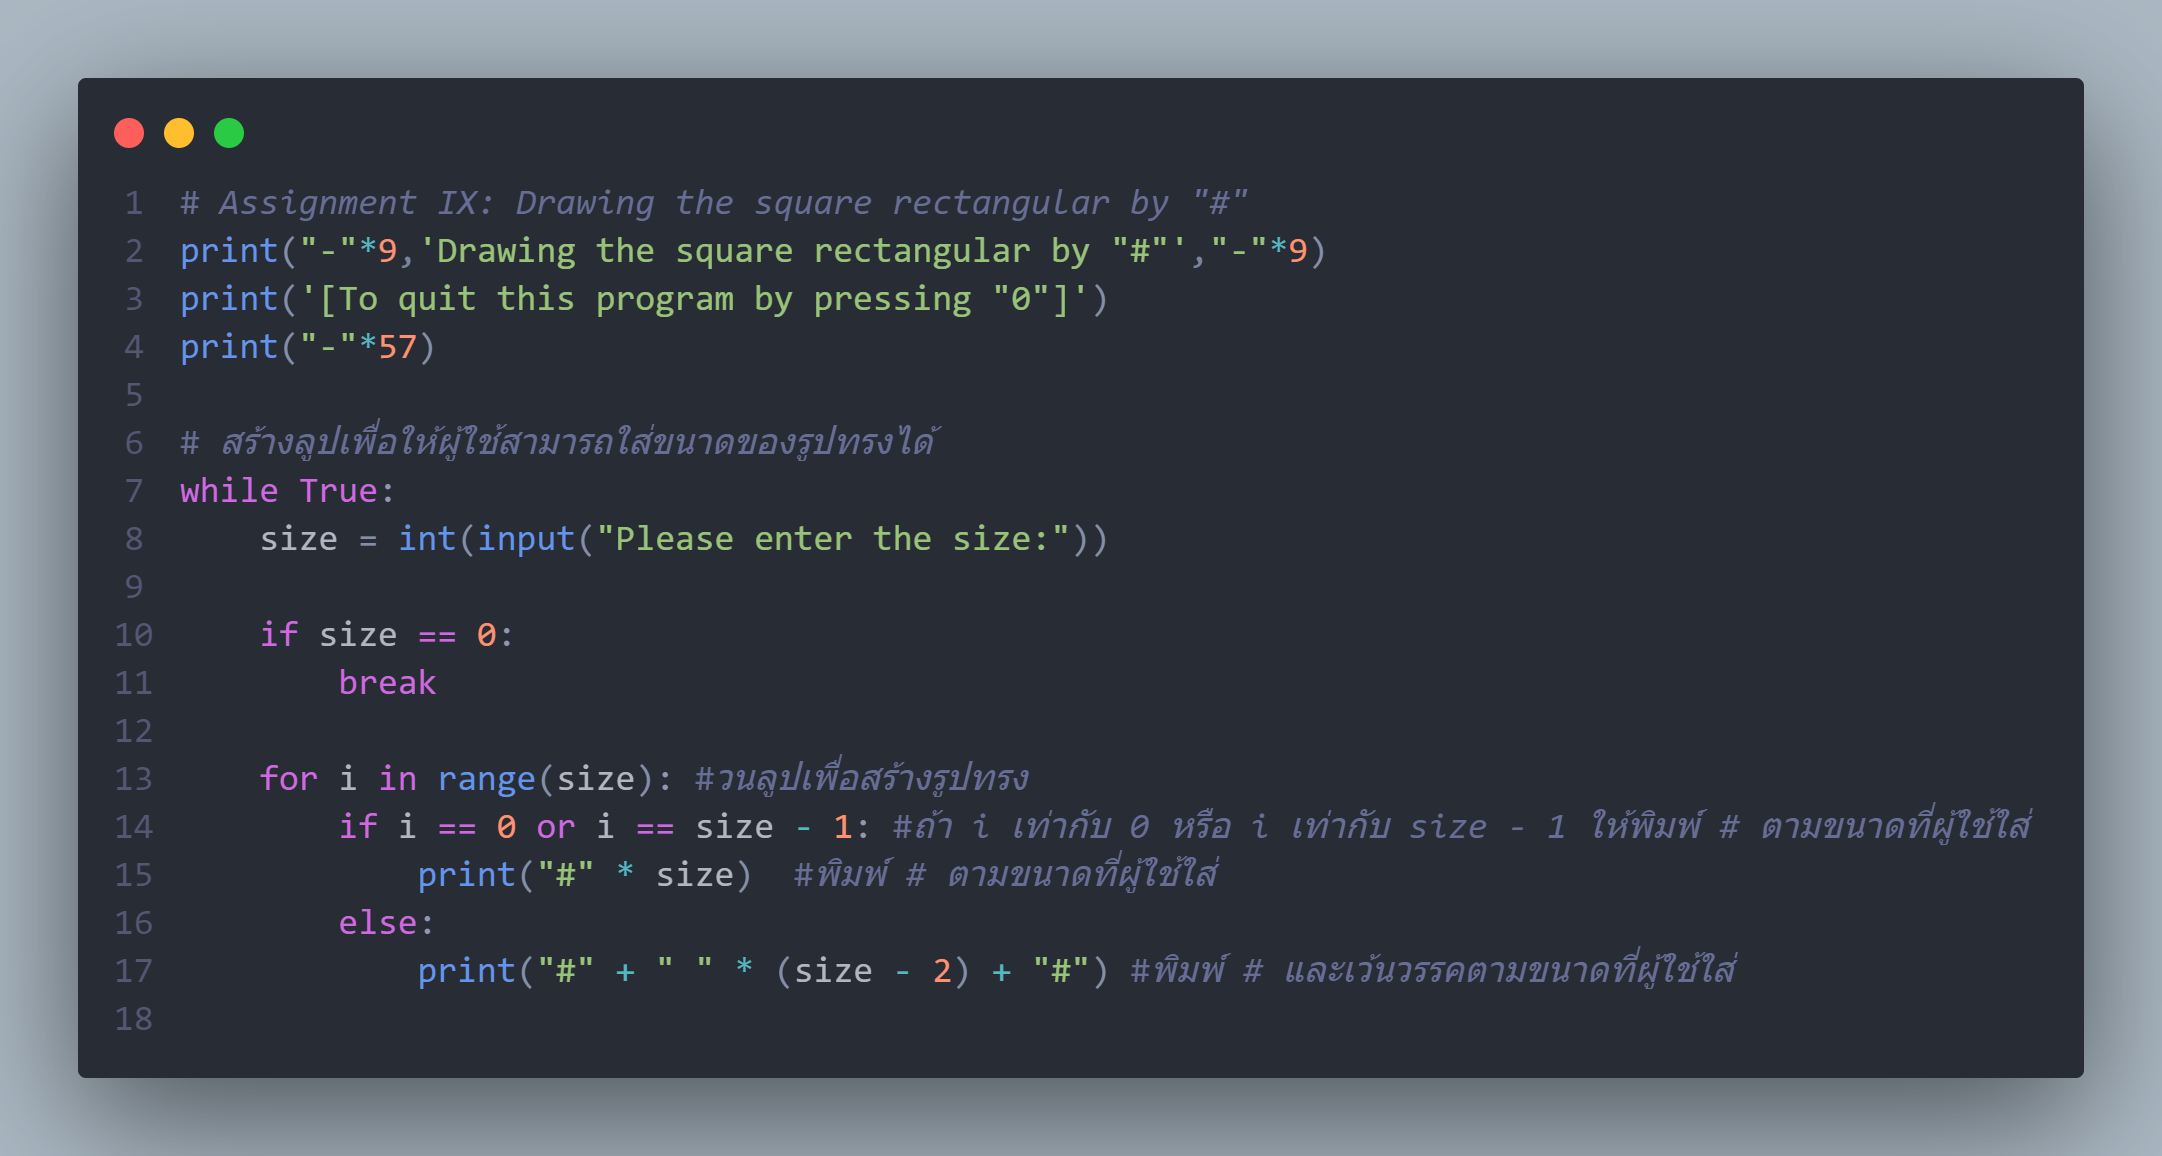 1 # Assignment IX: Drawing the square rectangular by "#"
2 print("-"*9,'Drawing the square rectangular by "#"',"-"*9)
3 print('[To quit this program by pressing "0"]')
4 print("-"*57)
5
6 # สร้างลูปเพื่อให้ผู้ใช้สามารถใส่ขนาดของรูปทรงได้
7 while True:
8     size = int(input("Please enter the size:"))
9
10     if size == 0:
11         break
12
13     for i in range(size): #วนลูปเพื่อสร้างรูปทรง
14         if i == 0 or i == size - 1: #ถ้า i เท่ากับ 0 หรือ i เท่ากับ size - 1 ให้พิมพ์ # ตามขนาดที่ผู้ใช้ใส่
15             print("#" * size)  #พิมพ์ # ตามขนาดที่ผู้ใช้ใส่
16         else:
17             print("#" + " " * (size - 2) + "#") #พิมพ์ # และเว้นวรรคตามขนาดที่ผู้ใช้ใส่
18